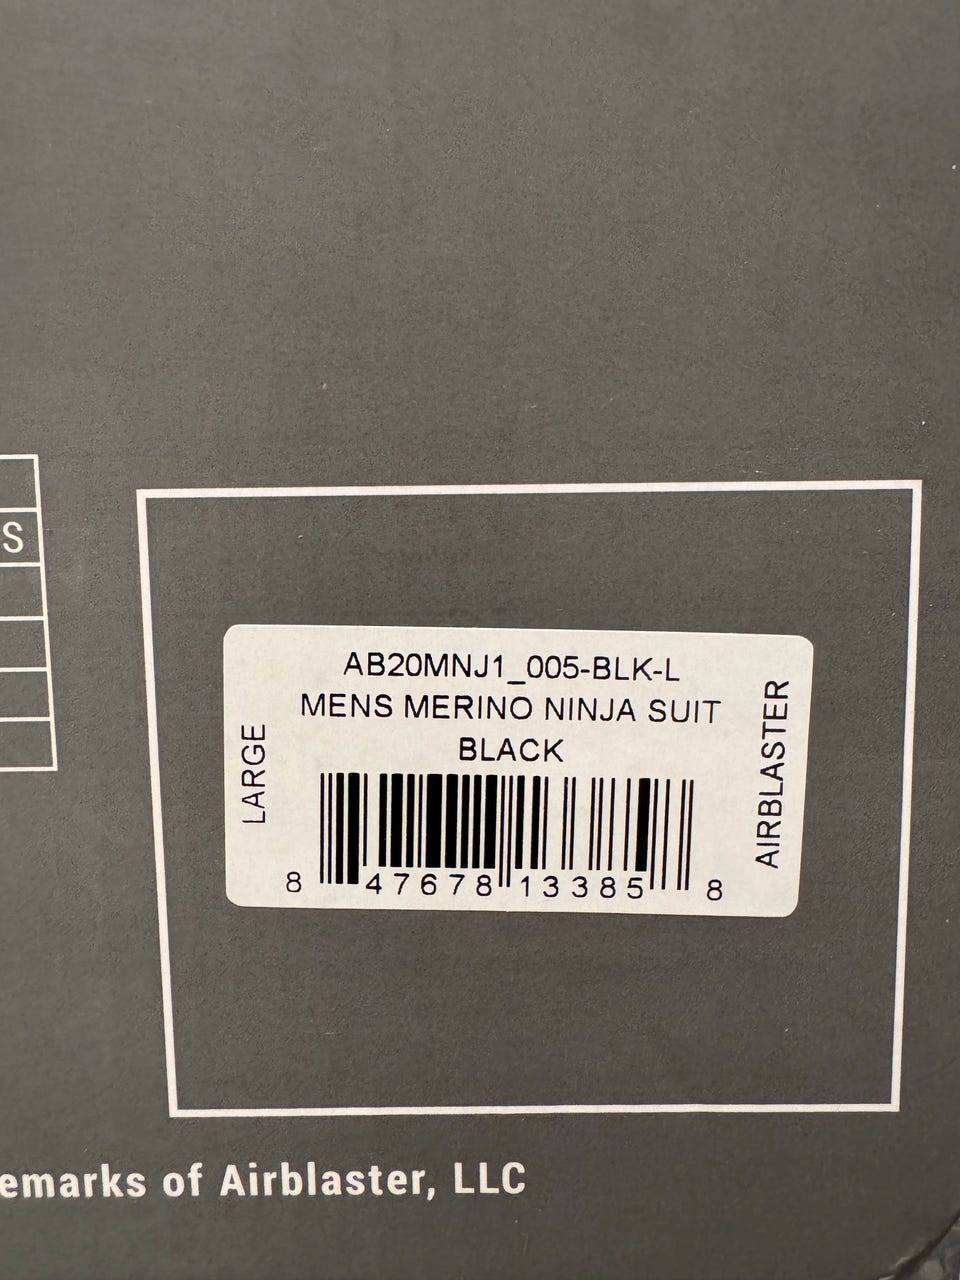 S
AB20MNJ1_005-BLK-L
MENS MERINO NINJA SUIT
BLACK
LARGE
AIRBLASTER
8 47678 13385 8
emarks of Airblaster, LLC